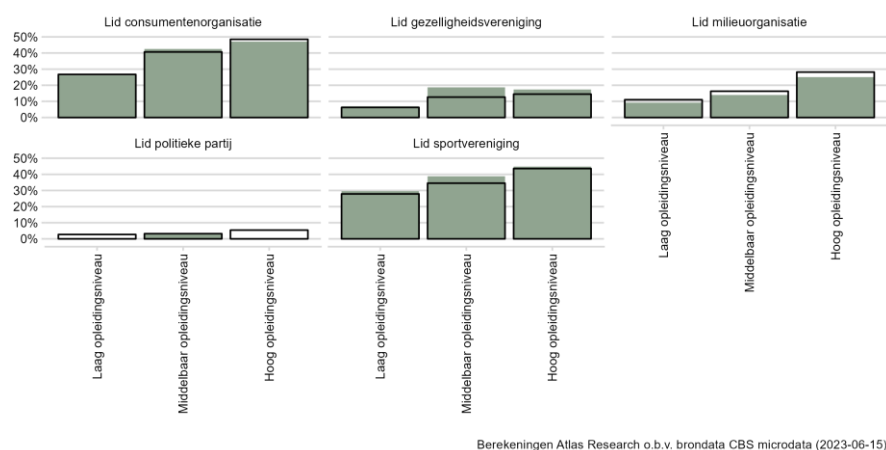 Lid consumentenorganisatie
Lid gezelligheidsvereniging
Lid milieuorganisatie
50%
40%
30%
20%
10%
0%
Lid politieke partij
Lid sportvereniging
50%
40%
30%
20%
10%
0%
Laag opleidingsniveau
Middelbaar opleidingsniveau
Hoog opleidingsniveau
Laag opleidingsniveau
Middelbaar opleidingsniveau
Hoog opleidingsniveau
Laag opleidingsniveau
Middelbaar opleidingsniveau
Hoog opleidingsniveau
Berekeningen Atlas Research o.b.v. brondata CBS microdata (2023-06-15)